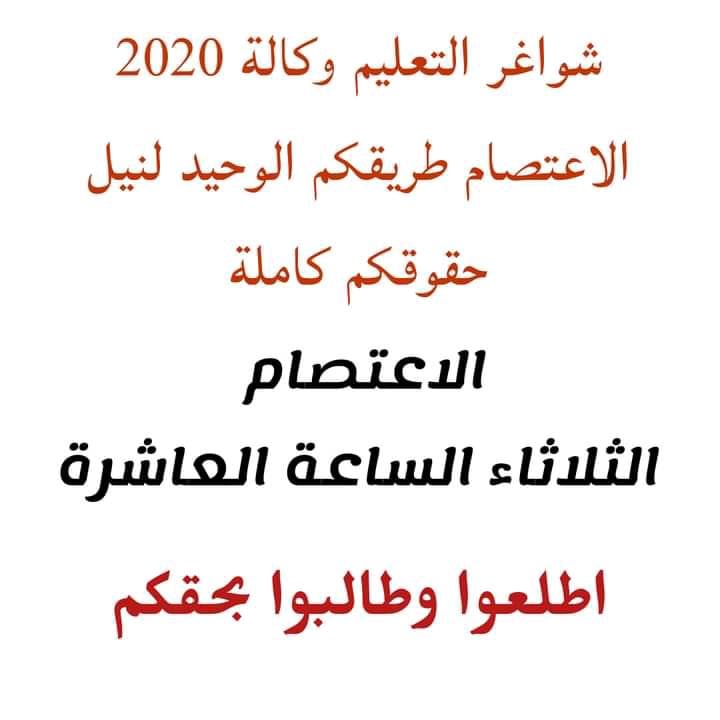 شواغر التعليم وكالة 2020
الاعتصام طريقكم الوحيد لنيل
حقوقكم كاملة
الاعتصام
الثلاثاء الساعة العاشرة
اطلعوا وطالبوا بحقكم